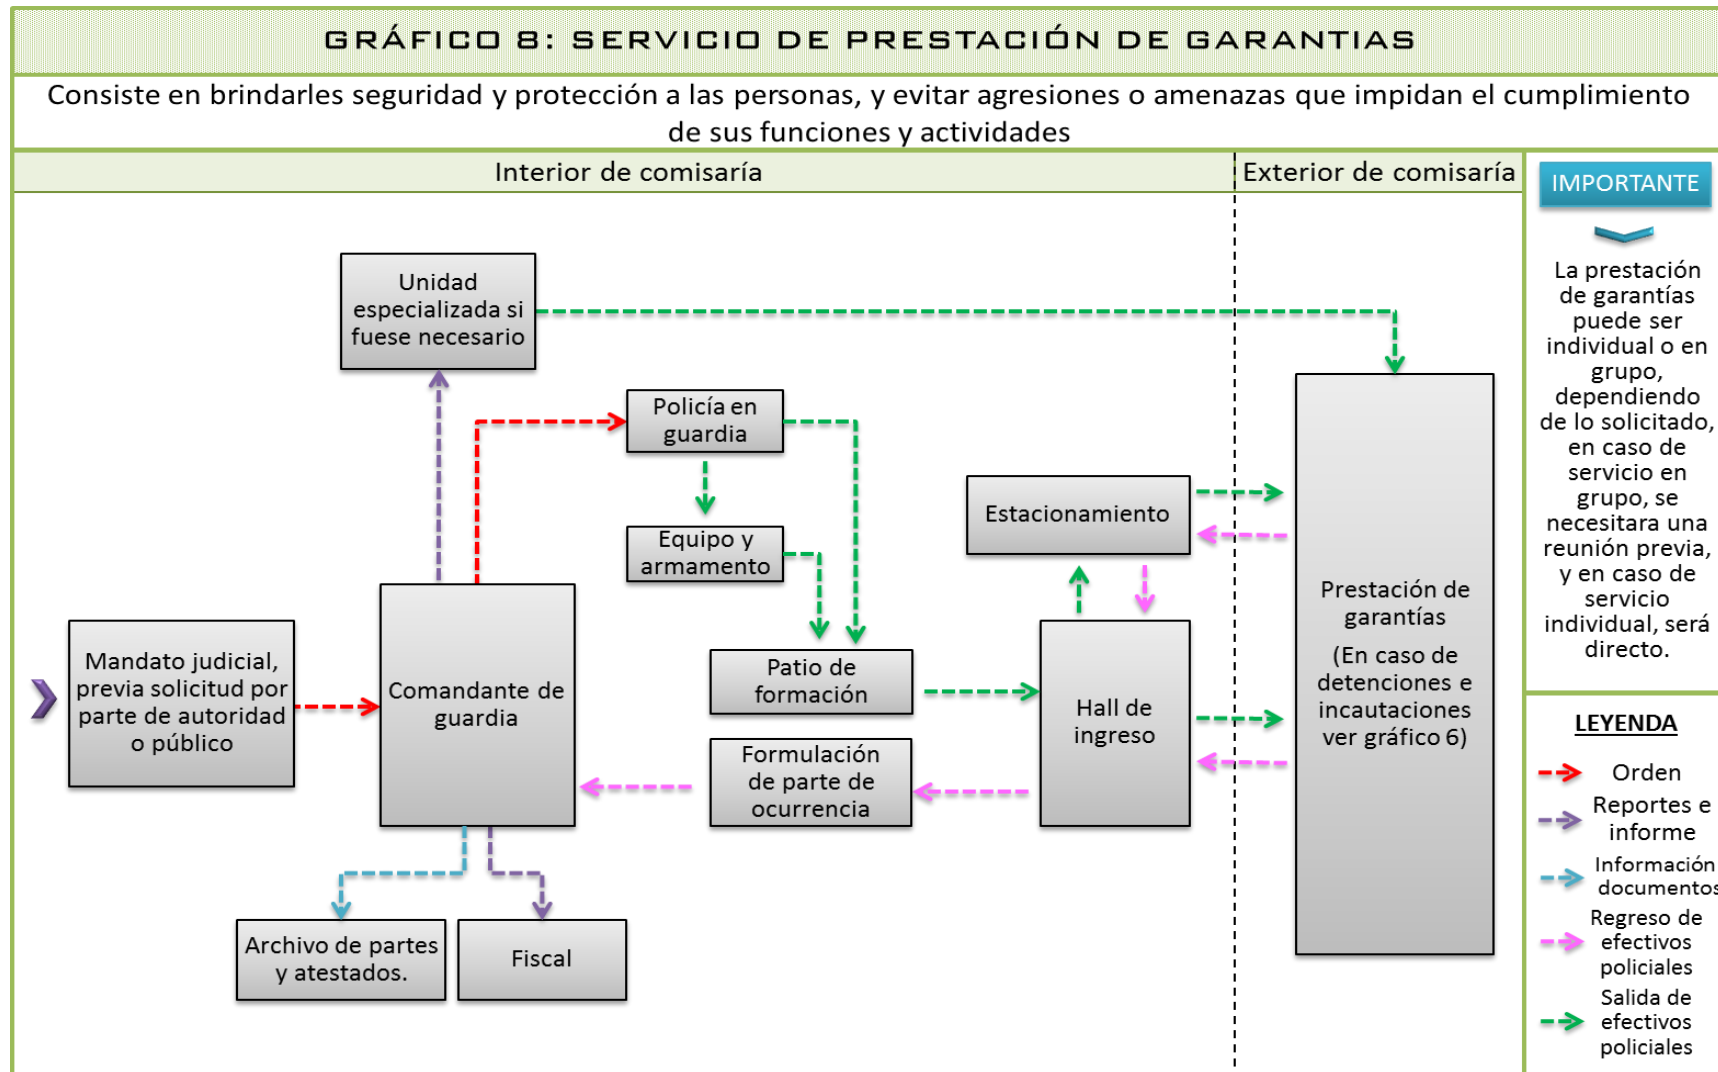 GRÁFICO 8: SERVICIO DE PRESTACIÓN DE GARANTIAS
Consiste en brindarles seguridad y protección a las personas, y evitar agresiones o amenazas que impidan el cumplimiento
de sus funciones y actividades
Interior de comisaría
Exterior de comisaría
Unidad
especializada si
fuese necesario
Policía en
guardia
Equipo y
armamento
Estacionamiento
Mandato judicial,
previa solicitud por
parte de autoridad
o público
Comandante de
guardia
Patio de
formación
Formulación
de parte de
ocurrencia
Hall de
ingreso
Prestación de
garantías
(En caso de
detenciones e
incautaciones
ver gráfico 6)
Archivo de partes
y atestados.
Fiscal
IMPORTANTE
La prestación
de garantías
puede ser
individual o en
grupo,
dependiendo
de lo solicitado,
en caso de
servicio en
grupo, se
necesitara una
reunión previa,
y en caso de
servicio
individual, será
directo.
LEYENDA
Orden
Reportes e
informe
Información
documentos
Regreso de
efectivos
policiales
Salida de
efectivos
policiales